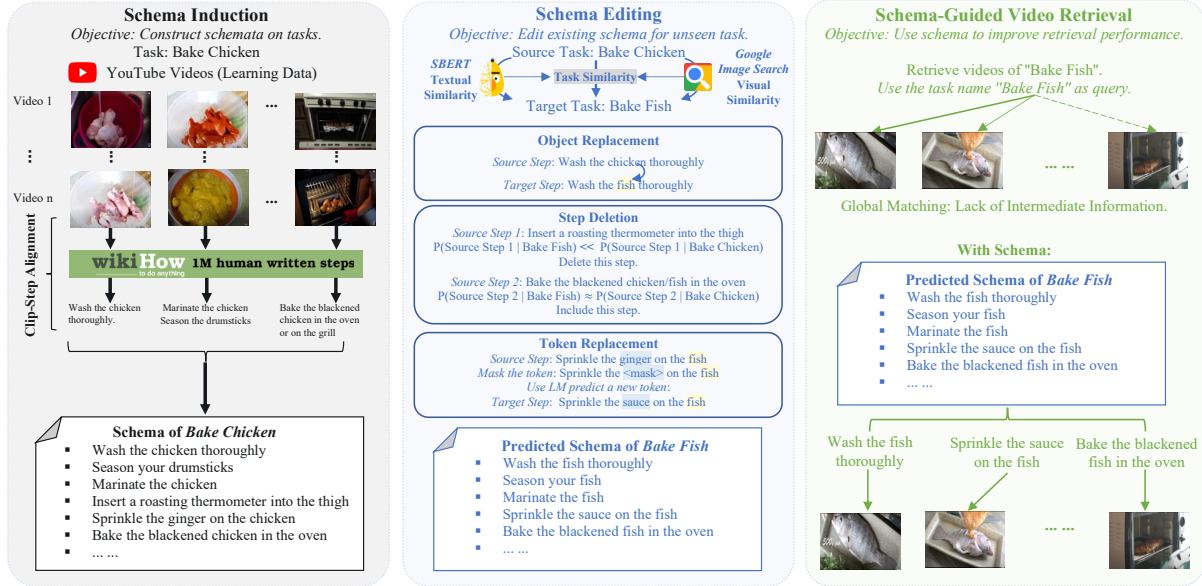 Schema Induction
Objective: Construct schemata on tasks.
Task: Bake Chicken
YouTube Videos (Learning Data)
Video 1
...
...
...
...
Video n
...
Clip-Step Alignment
wikiHow to do anything 1M human written steps
Wash the chicken
thoroughly.
Marinate the chicken
Season the drumsticks
Bake the blackened
chicken in the oven
or on the grill
Schema of Bake Chicken
▪ Wash the chicken thoroughly
▪ Season your drumsticks
▪ Marinate the chicken
▪ Insert a roasting thermometer into the thigh
▪ Sprinkle the ginger on the chicken
▪ Bake the blackened chicken in the oven
▪ ... ...
Schema Editing
Objective: Edit existing schema for unseen task.
Source Task: Bake Chicken
SBERT
Textual
Similarity
Task Similarity
Google
Image Search
Visual
Similarity
Target Task: Bake Fish
Object Replacement
Source Step: Wash the chicken thoroughly
Target Step: Wash the fish thoroughly
Step Deletion
Source Step 1: Insert a roasting thermometer into the thigh
P(Source Step 1 | Bake Fish) << P(Source Step 1 | Bake Chicken)
Delete this step.
Source Step 2: Bake the blackened chicken/fish in the oven
P(Source Step 2 | Bake Fish) ≈ P(Source Step 2 | Bake Chicken)
Include this step.
Token Replacement
Source Step: Sprinkle the ginger on the fish
Mask the token: Sprinkle the <mask> on the fish
Use LM predict a new token:
Target Step: Sprinkle the sauce on the fish
Predicted Schema of Bake Fish
▪ Wash the fish thoroughly
▪ Season your fish
▪ Marinate the fish
▪ Sprinkle the sauce on the fish
▪ Bake the blackened fish in the oven
▪ ... ...
Schema-Guided Video Retrieval
Objective: Use schema to improve retrieval performance.
Retrieve videos of "Bake Fish".
Use the task name "Bake Fish" as query.
... ...
Global Matching: Lack of Intermediate Information.
With Schema:
Predicted Schema of Bake Fish
▪ Wash the fish thoroughly
▪ Season your fish
▪ Marinate the fish
▪ Sprinkle the sauce on the fish
▪ Bake the blackened fish in the oven
▪ ... ...
Wash the fish
thoroughly
Sprinkle the sauce
on the fish
Bake the blackened
fish in the oven
... ...